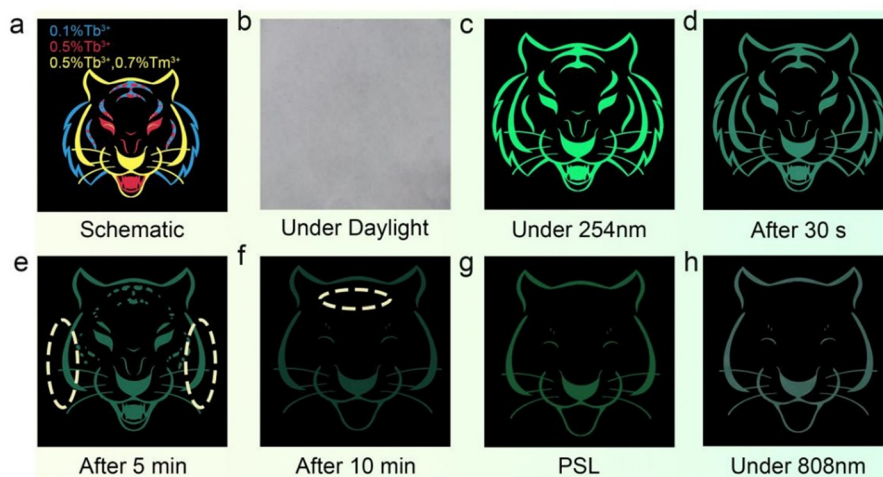 a
0.1%Tb³⁺
0.5%Tb³⁺
0.5%Tb³⁺,0.7%Tm³⁺
Schematic
b
Under Daylight
c
Under 254nm
d
After 30 s
e
After 5 min
f
After 10 min
g
PSL
h
Under 808nm